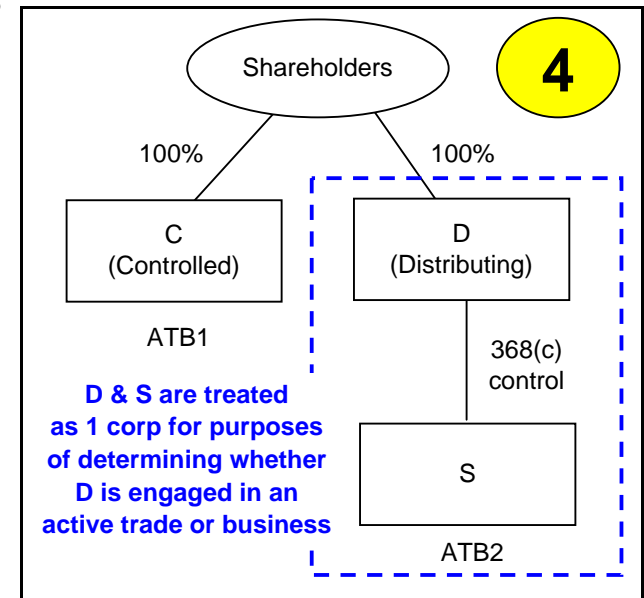 Shareholders
4
100%
100%
C
(Controlled)
D
(Distributing)
ATB1
368(c)
control
D & S are treated
as 1 corp for purposes
of determining whether
D is engaged in an
active trade or business
S
ATB2